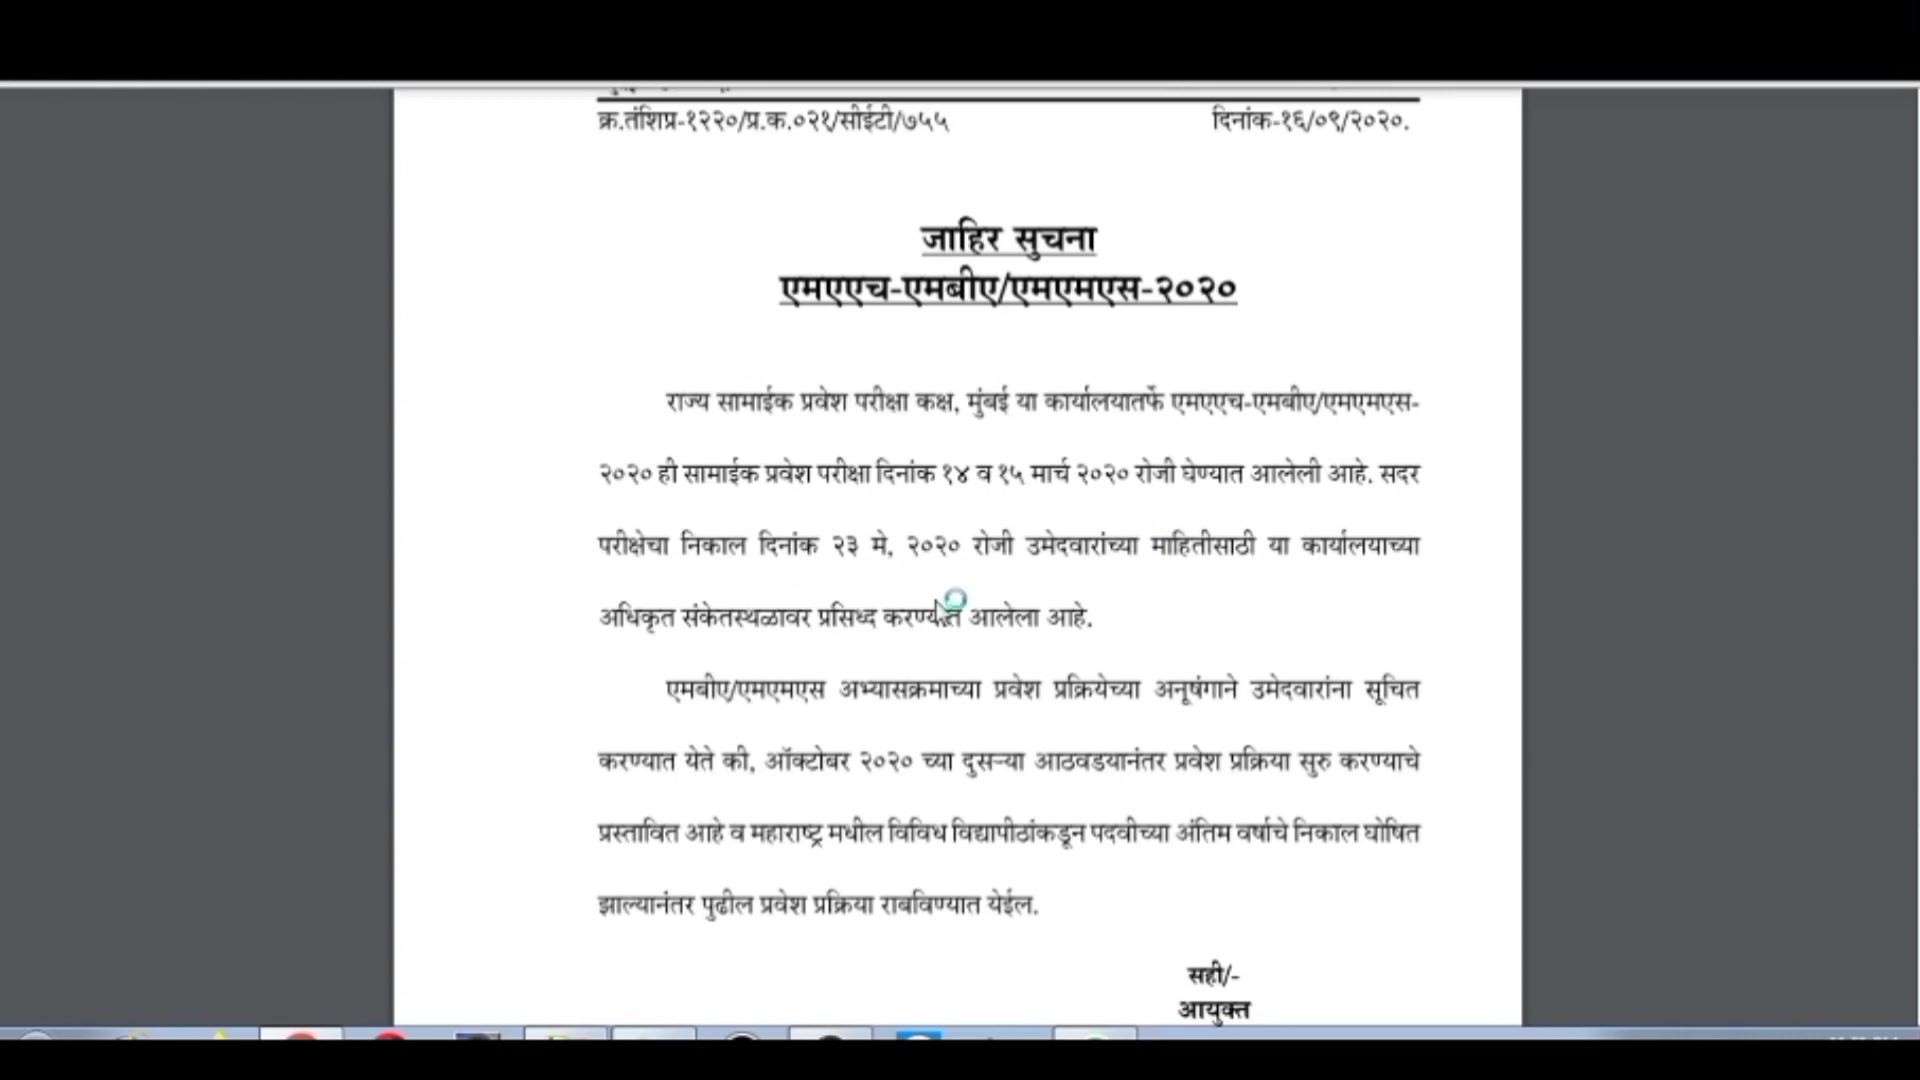 क्र.तंशिप्र-१२२०/प्र.क.०२१/सीईटी/७५५ दिनांक-१६/०९/२०२०.
जाहिर सुचना
एमएएच-एमबीए/एमएमएस-२०२०
राज्य सामाईक प्रवेश परीक्षा कक्ष, मुंबई या कार्यालयातर्फे एमएएच-एमबीए/एमएमएस-
२०२० ही सामाईक प्रवेश परीक्षा दिनांक १४ व १५ मार्च २०२० रोजी घेण्यात आलेली आहे. सदर
परीक्षेचा निकाल दिनांक २३ मे, २०२० रोजी उमेदवारांच्या माहितीसाठी या कार्यालयाच्या
अधिकृत संकेतस्थळावर प्रसिध्द करण्यात आलेला आहे.
एमबीए/एमएमएस अभ्यासक्रमाच्या प्रवेश प्रक्रियेच्या अनूषंगाने उमेदवारांना सूचित
करण्यात येते की, ऑक्टोबर २०२० च्या दुसऱ्या आठवडयानंतर प्रवेश प्रक्रिया सुरु करण्याचे
प्रस्तावित आहे व महाराष्ट्र मधील विविध विद्यापीठांकडून पदवीच्या अंतिम वर्षाचे निकाल घोषित
झाल्यानंतर पुढील प्रवेश प्रक्रिया राबविण्यात येईल.
सही/-
आयुक्त